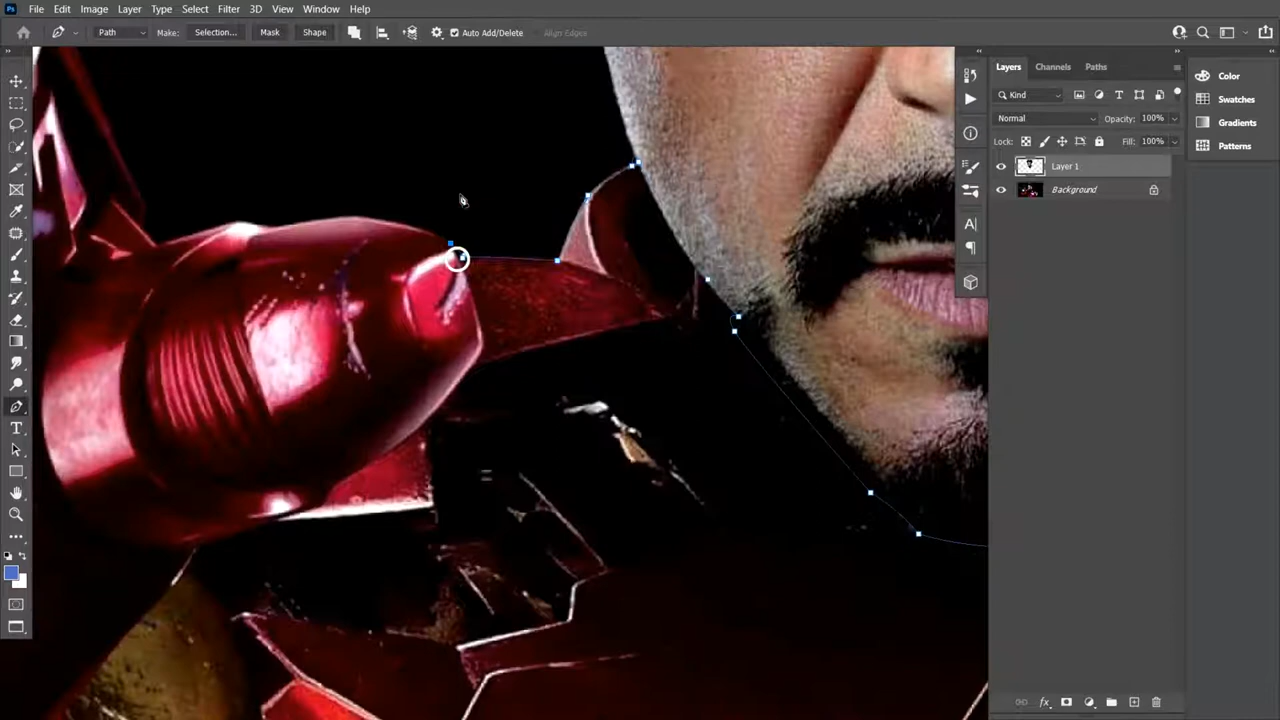 Ps File Edit Image Layer Type Select Filter 3D View Window Help
Path Make: Selection... Mask Shape Auto Add/Delete Align Edges
Layers Channels Paths
Color
Kind
Swatches
Normal Opacity: 100%
Gradients
Lock: Fill: 100%
Patterns
Layer 1
Background
fx